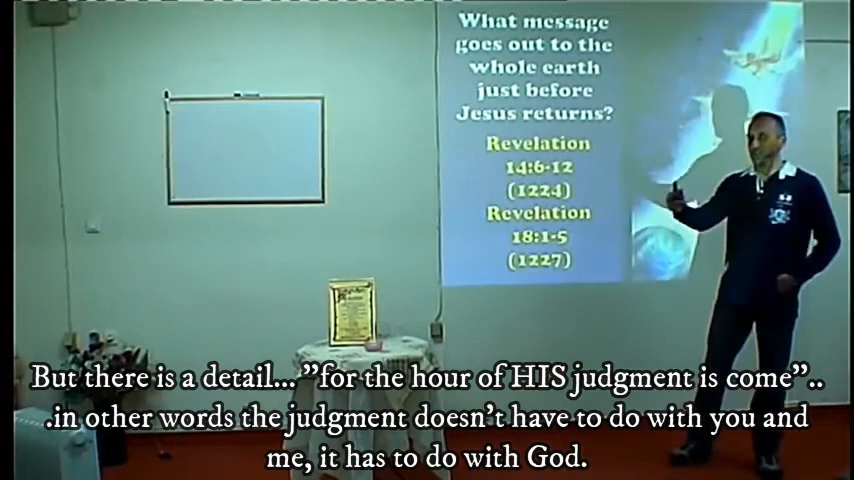 What message
goes out to the
whole earth
just before
Jesus returns?
Revelation
14:6-12
(1224)
Revelation
18:1-5
(1227)
But there is a detail... "for the hour of HIS judgment is come"..
.in other words the judgment doesn't have to do with you and
me, it has to do with God.